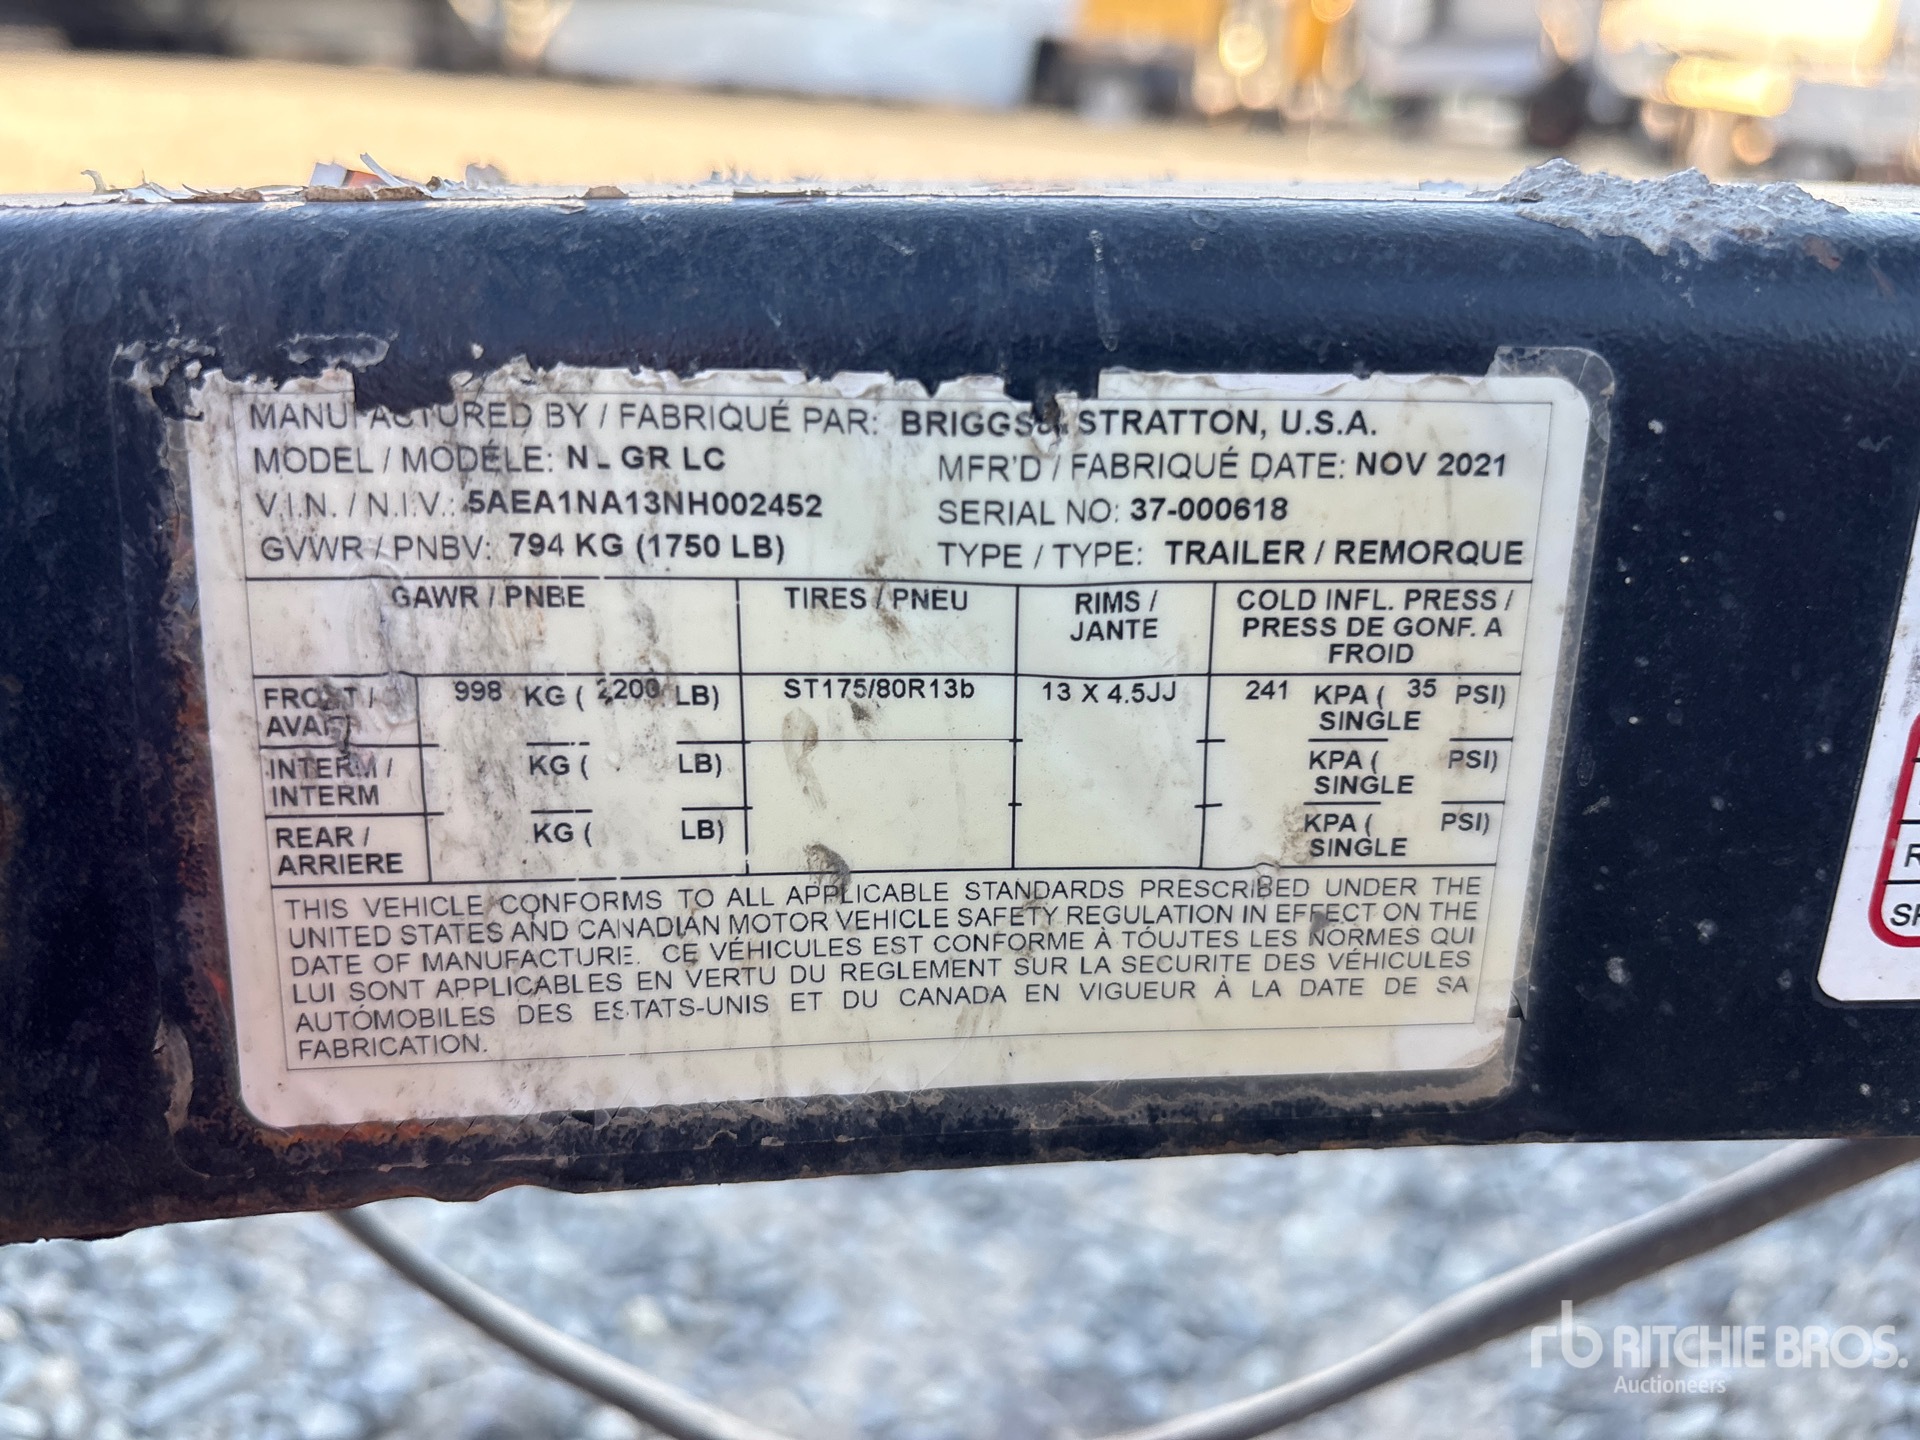 MANUFACTURED BY / FABRIQUÉ PAR: BRIGGS & STRATTON, U.S.A.
MODEL / MODÉLE: GR LC MFR'D / FABRIQUÉ DATE: NOV 2021
V.I.N. / N.I.V.: 5AEA1NA13NH002452 SERIAL NO: 37-000618
GVWR / PNBV: 794 KG (1750 LB) TYPE / TYPE: TRAILER / REMORQUE
GAWR / PNBE TIRES / PNEU RIMS / JANTE COLD INFL. PRESS / PRESS DE GONF. A FROID
FRONT / AVANT 998 KG ( 2200 LB) ST175/80R13b 13 X 4.5JJ 241 KPA ( 35 PSI) SINGLE
INTERM / INTERM KG ( LB) KPA ( PSI) SINGLE
REAR / ARRIERE KG ( LB) KPA ( PSI) SINGLE
THIS VEHICLE CONFORMS TO ALL APPLICABLE STANDARDS PRESCRIBED UNDER THE
UNITED STATES AND CANADIAN MOTOR VEHICLE SAFETY REGULATION IN EFFECT ON THE
DATE OF MANUFACTURE. CE VÉHICULES EST CONFORME À TOUJTES LES NORMES QUI
LUI SONT APPLICABLES EN VERTU DU REGLEMENT SUR LA SECURITE DES VÉHICULES
AUTOMOBILES DES ESTATS-UNIS ET DU CANADA EN VIGUEUR À LA DATE DE SA
FABRICATION.
rb RITCHIE BROS.
Auctioneers